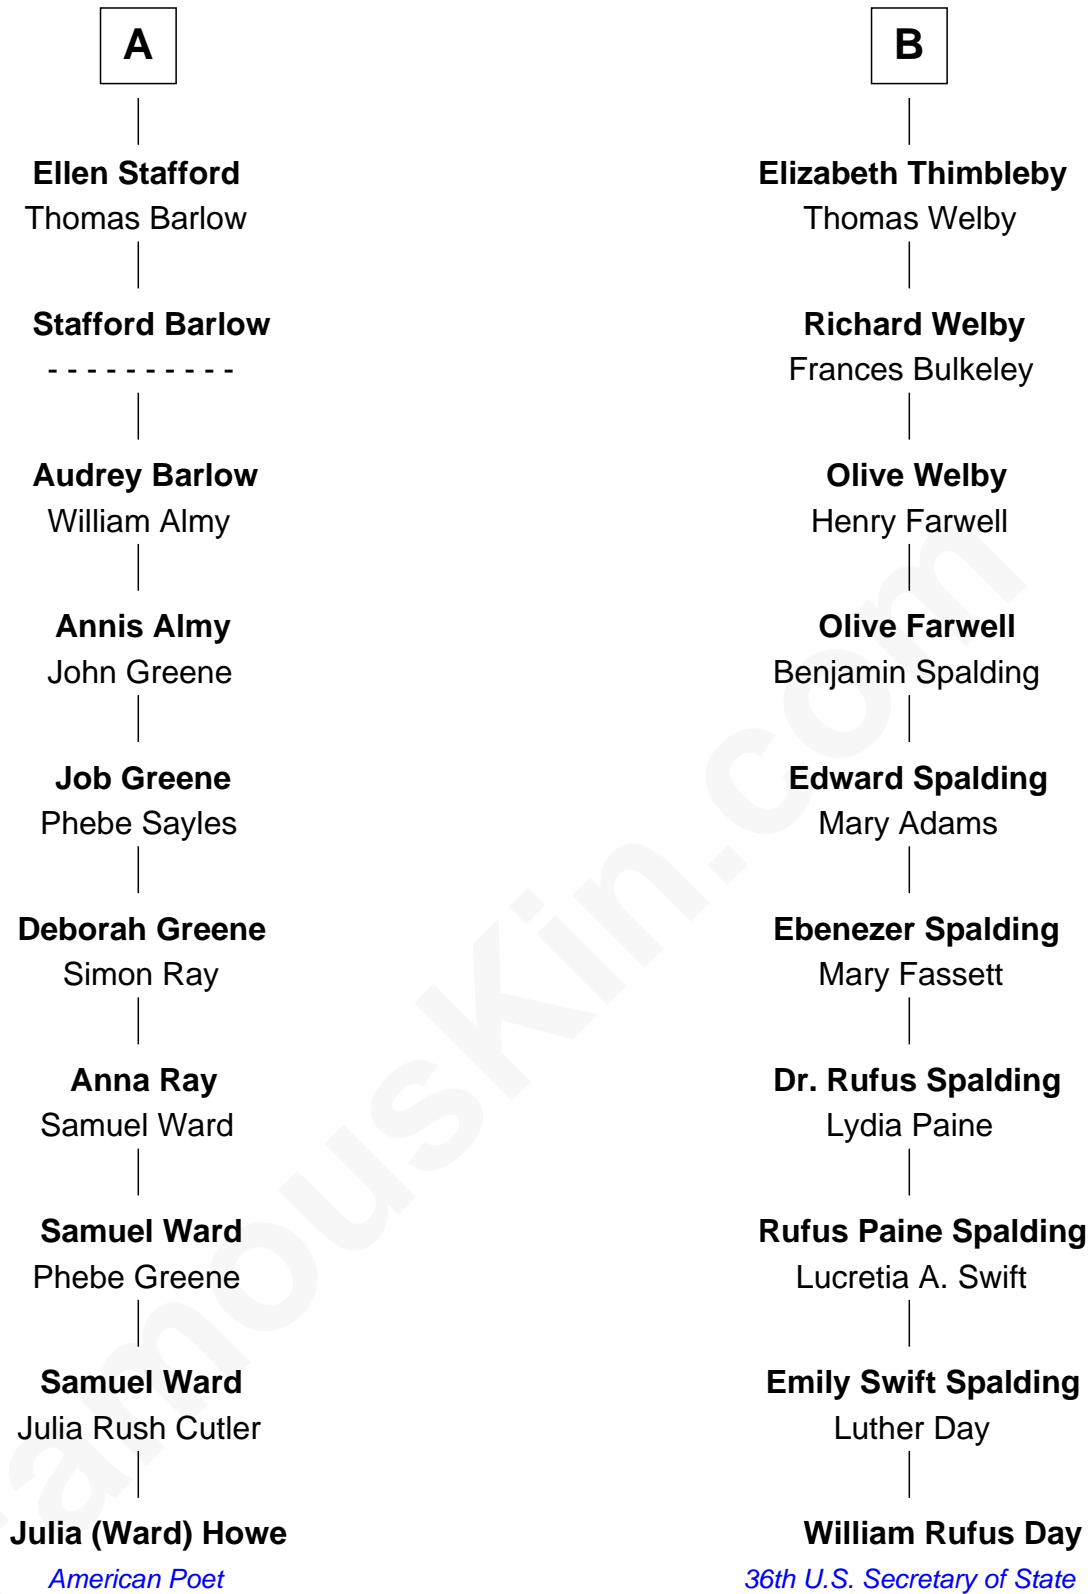 A
Ellen Stafford
Thomas Barlow
Stafford Barlow
- - - - - - - - - -
Audrey Barlow
William Almy
Annis Almy
John Greene
Job Greene
Phebe Sayles
Deborah Greene
Simon Ray
Anna Ray
Samuel Ward
Samuel Ward
Phebe Greene
Samuel Ward
Julia Rush Cutler
Julia (Ward) Howe
American Poet
B
Elizabeth Thimbleby
Thomas Welby
Richard Welby
Frances Bulkeley
Olive Welby
Henry Farwell
Olive Farwell
Benjamin Spalding
Edward Spalding
Mary Adams
Ebenezer Spalding
Mary Fassett
Dr. Rufus Spalding
Lydia Paine
Rufus Paine Spalding
Lucretia A. Swift
Emily Swift Spalding
Luther Day
William Rufus Day
36th U.S. Secretary of State
famouskin.com